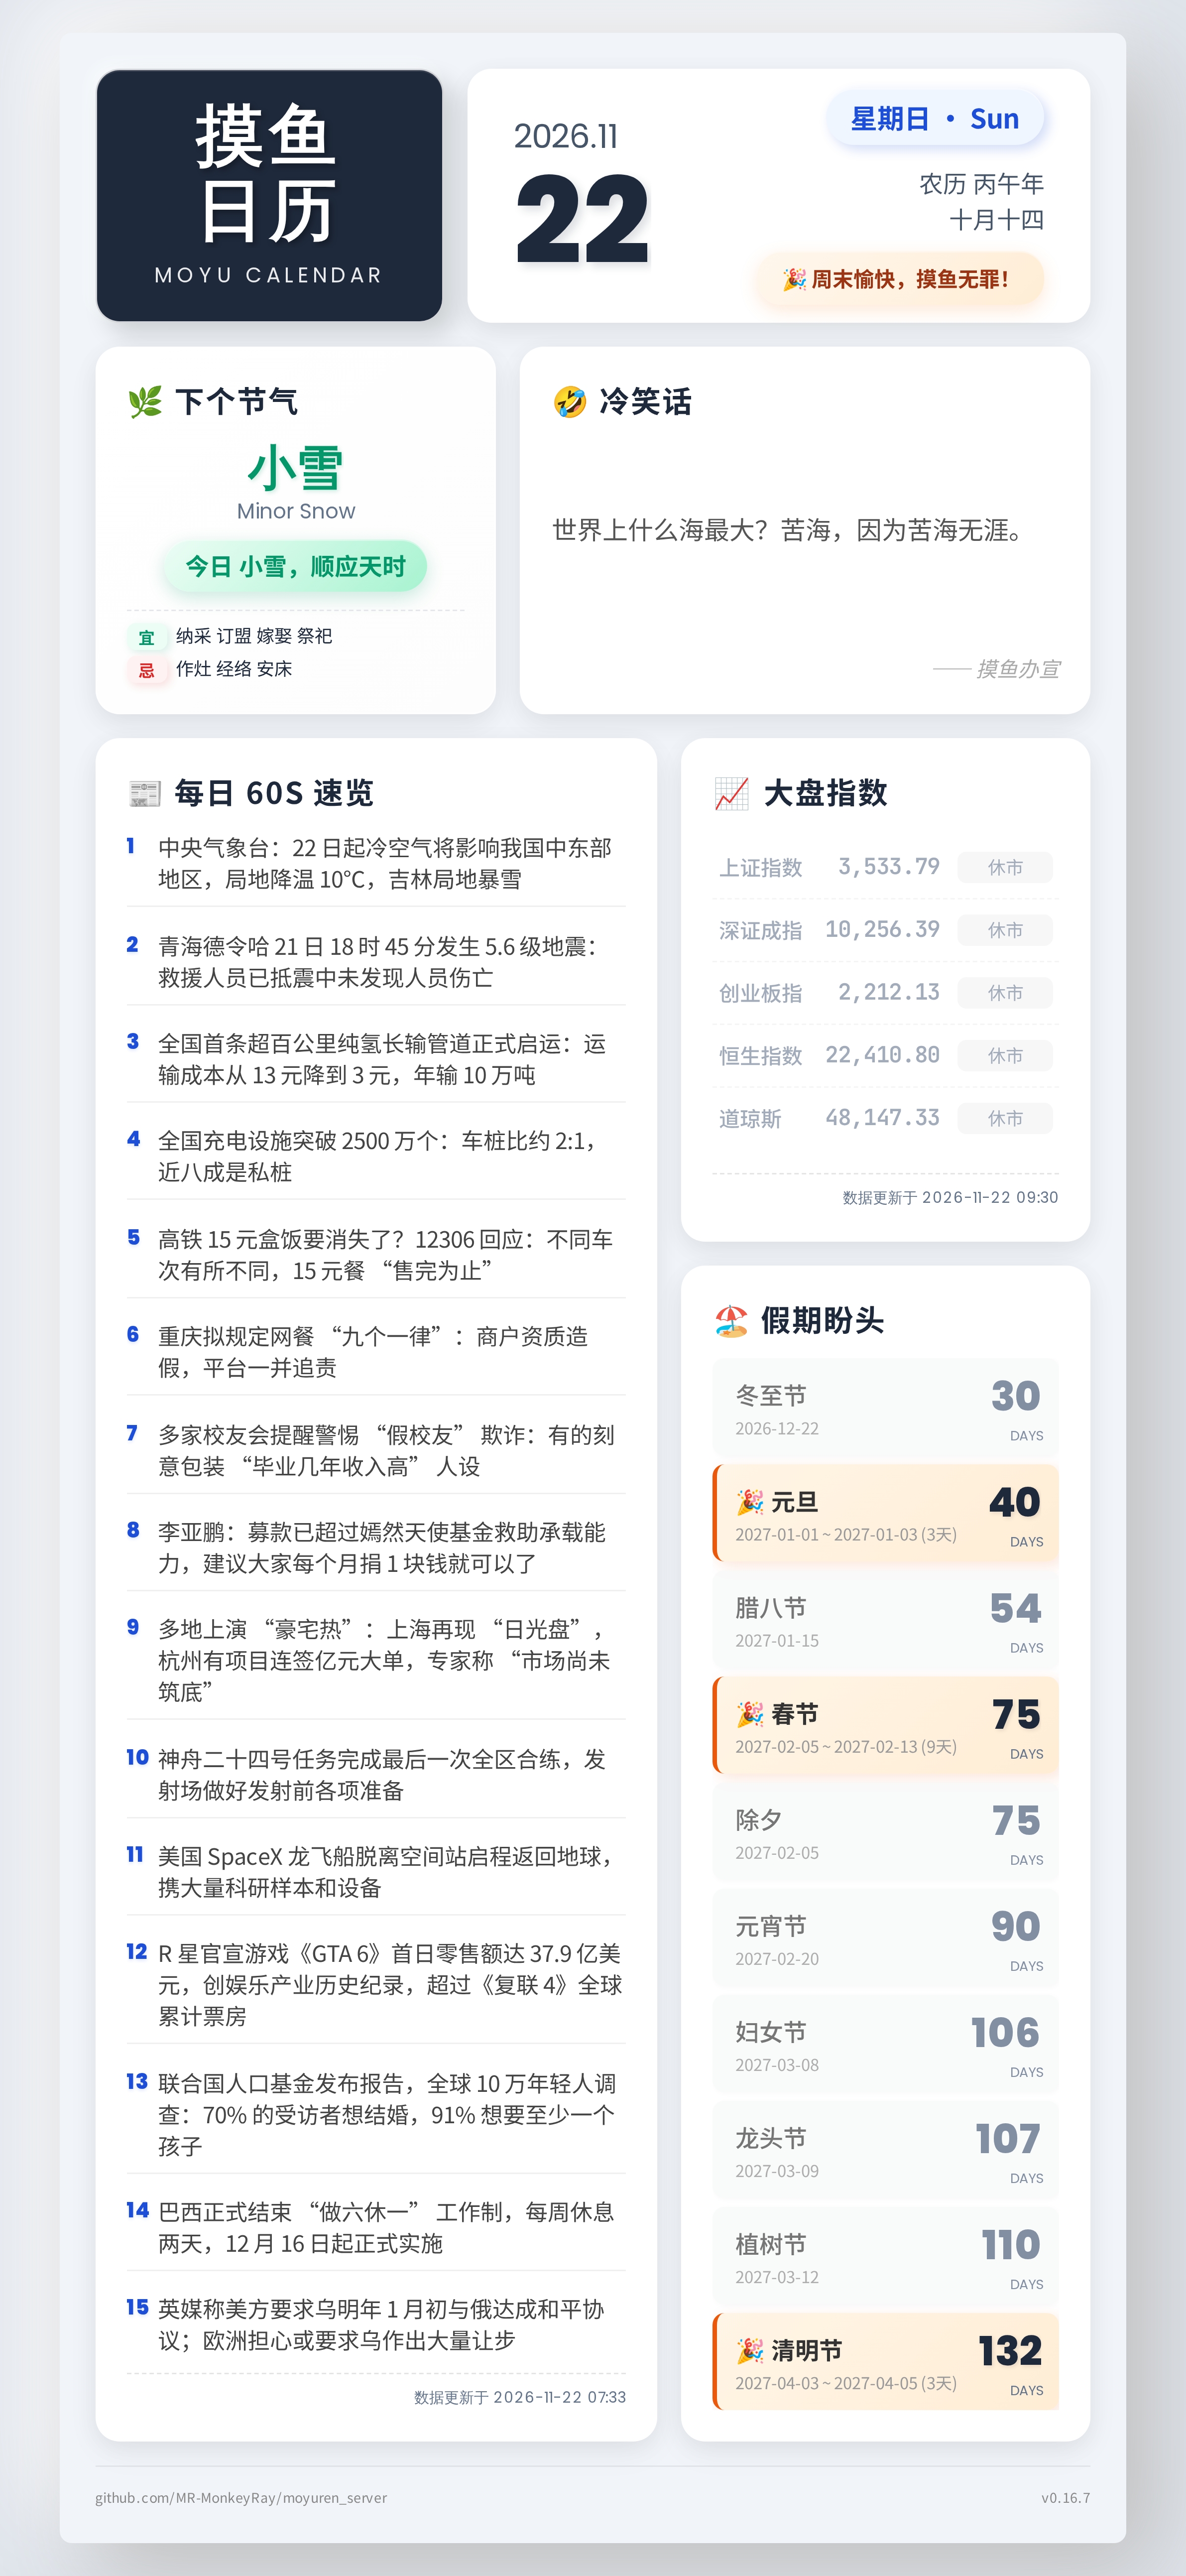 摸鱼
日历
MOYU CALENDAR
2026.11
22
星期日 • Sun
农历 丙午年
十月十四
🎉 周末愉快，摸鱼无罪！
🌿 下个节气
小雪
Minor Snow
今日 小雪，顺应天时
宜 纳采 订盟 嫁娶 祭祀
忌 作灶 经络 安床
🤣 冷笑话
世界上什么海最大？苦海，因为苦海无涯。
—— 摸鱼办宣
📰 每日 60S 速览
1 中央气象台：22 日起冷空气将影响我国中东部
地区，局地降温 10℃，吉林局地暴雪
2 青海德令哈 21 日 18 时 45 分发生 5.6 级地震：
救援人员已抵震中未发现人员伤亡
3 全国首条超百公里纯氢长输管道正式启运：运
输成本从 13 元降到 3 元，年输 10 万吨
4 全国充电设施突破 2500 万个：车桩比约 2:1，
近八成是私桩
5 高铁 15 元盒饭要消失了？12306 回应：不同车
次有所不同，15 元餐 “售完为止”
6 重庆拟规定网餐 “九个一律”：商户资质造
假，平台一并追责
7 多家校友会提醒警惕 “假校友” 欺诈：有的刻
意包装 “毕业几年收入高” 人设
8 李亚鹏：募款已超过嫣然天使基金救助承载能
力，建议大家每个月捐 1 块钱就可以了
9 多地上演 “豪宅热”：上海再现 “日光盘”，
杭州有项目连签亿元大单，专家称 “市场尚未
筑底”
10 神舟二十四号任务完成最后一次全区合练，发
射场做好发射前各项准备
11 美国 SpaceX 龙飞船脱离空间站启程返回地球，
携大量科研样本和设备
12 R 星官宣游戏《GTA 6》首日零售额达 37.9 亿美
元，创娱乐产业历史纪录，超过《复联 4》全球
累计票房
13 联合国人口基金发布报告，全球 10 万年轻人调
查：70% 的受访者想结婚，91% 想要至少一个
孩子
14 巴西正式结束 “做六休一” 工作制，每周休息
两天，12 月 16 日起正式实施
15 英媒称美方要求乌明年 1 月初与俄达成和平协
议；欧洲担心或要求乌作出大量让步
数据更新于 2026-11-22 07:33
📈 大盘指数
上证指数 3,533.79 休市
深证成指 10,256.39 休市
创业板指 2,212.13 休市
恒生指数 22,410.80 休市
道琼斯 48,147.33 休市
数据更新于 2026-11-22 09:30
🏖️ 假期盼头
冬至节 30
2026-12-22 DAYS
🎉 元旦 40
2027-01-01 ~ 2027-01-03 (3天) DAYS
腊八节 54
2027-01-15 DAYS
🎉 春节 75
2027-02-05 ~ 2027-02-13 (9天) DAYS
除夕 75
2027-02-05 DAYS
元宵节 90
2027-02-20 DAYS
妇女节 106
2027-03-08 DAYS
龙头节 107
2027-03-09 DAYS
植树节 110
2027-03-12 DAYS
🎉 清明节 132
2027-04-03 ~ 2027-04-05 (3天) DAYS
github.com/MR-MonkeyRay/moyuren_server
v0.16.7